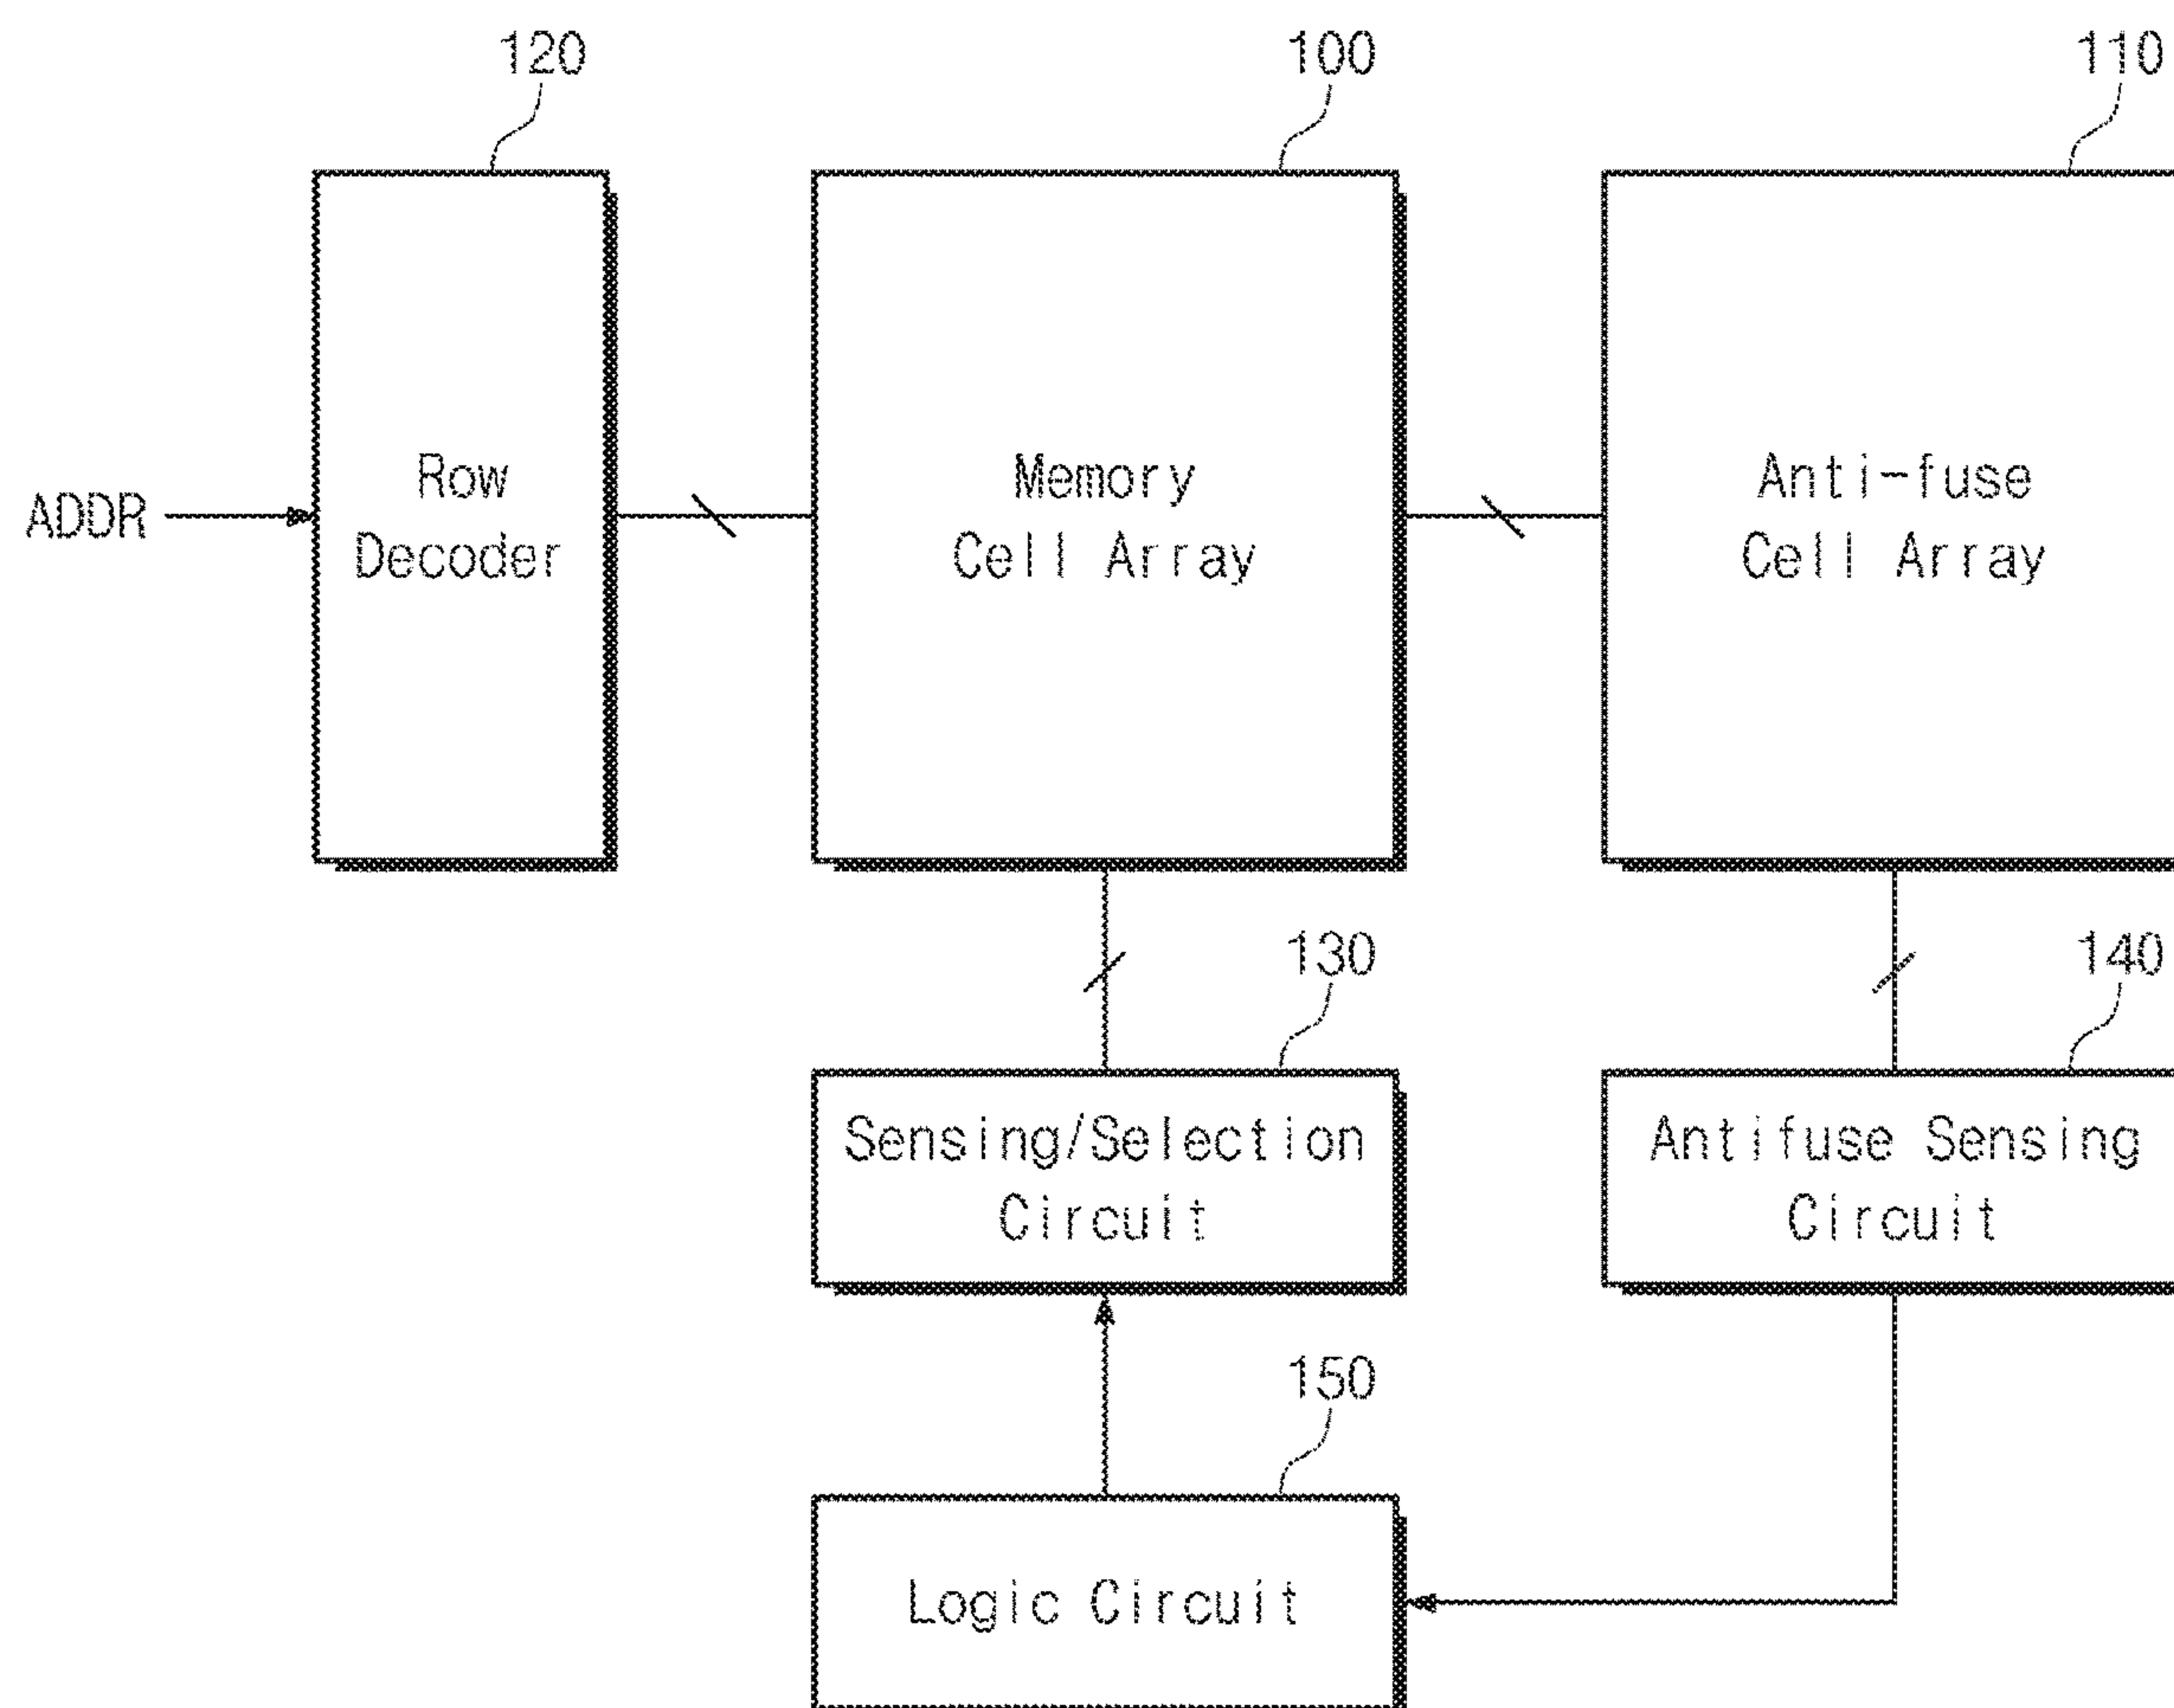 120
100
110
ADDR
Row
Decoder
Memory
Cell Array
Anti-fuse
Cell Array
130
140
Sensing/Selection
Circuit
Antifuse Sensing
Circuit
150
Logic Circuit